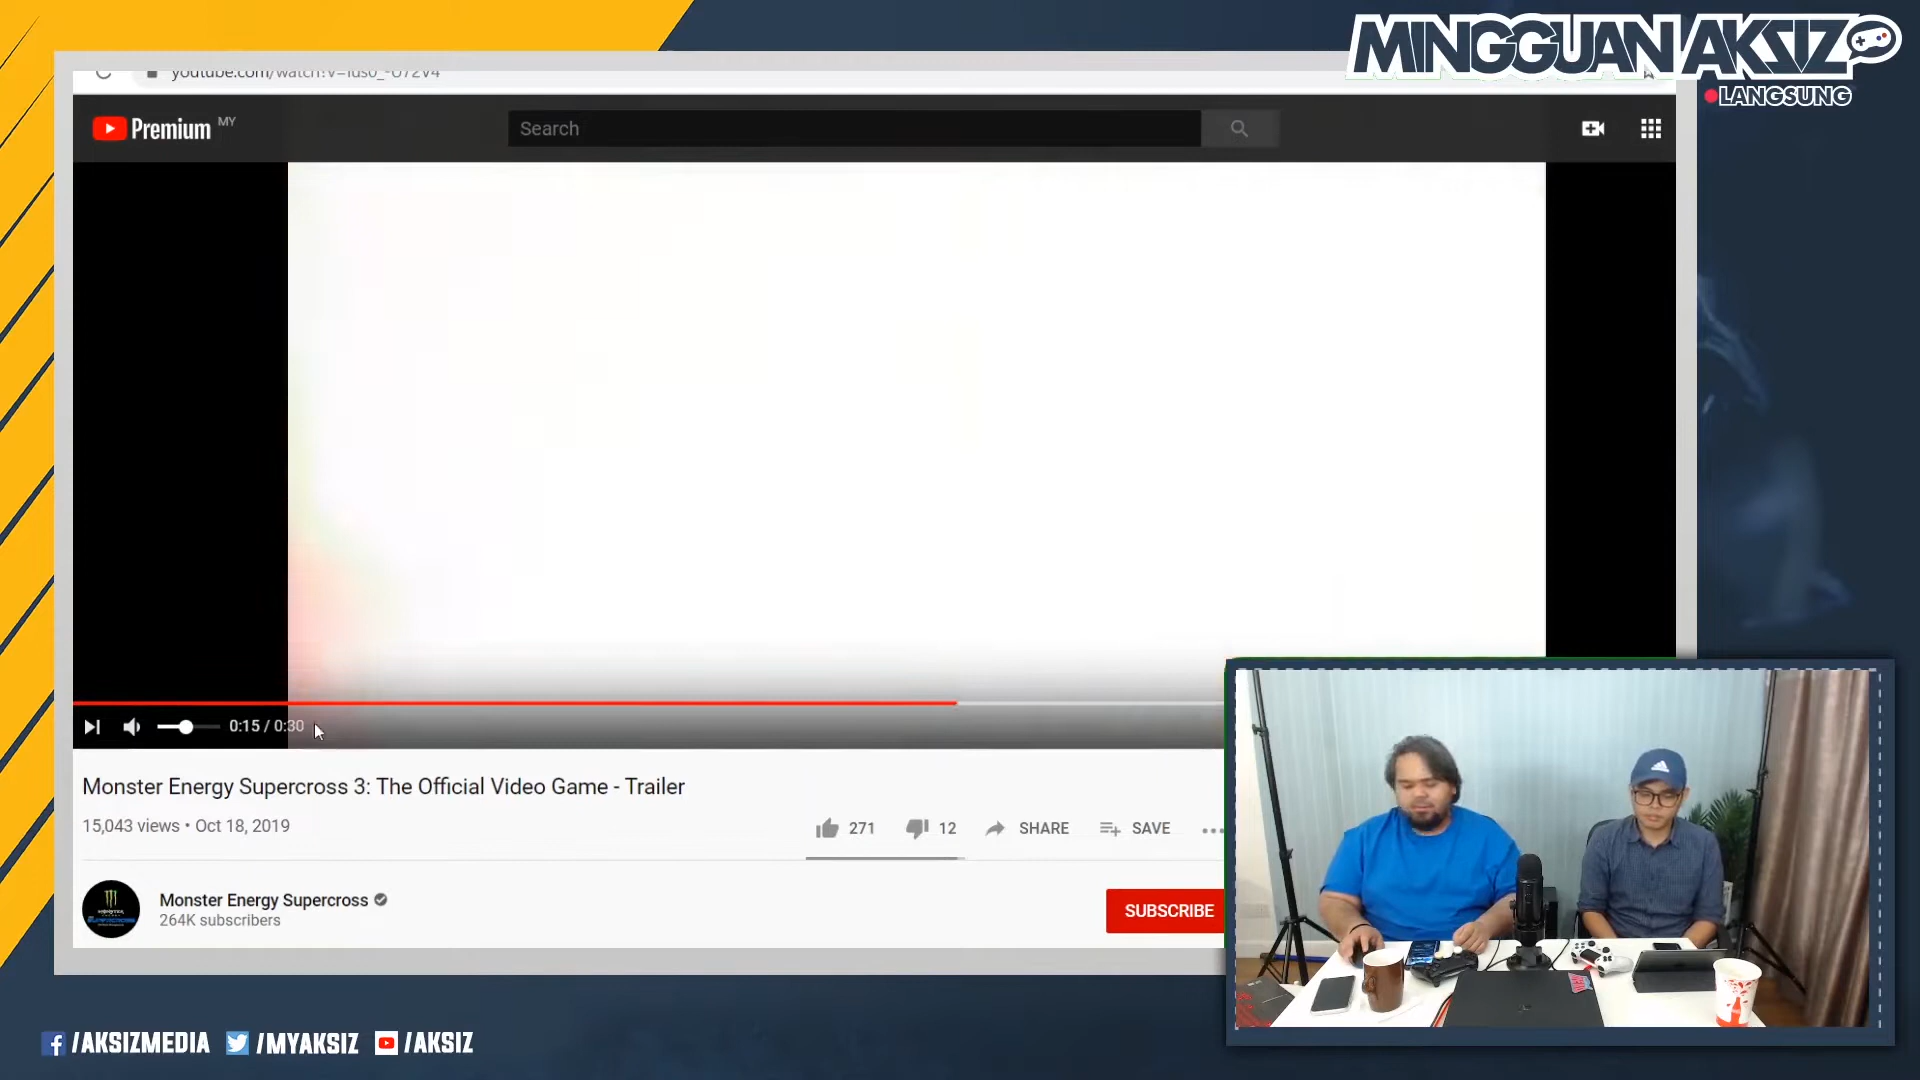 MINGGUAN AKSIZ
LANGSUNG
Premium MY
Search
0:15 / 0:30
Monster Energy Supercross 3: The Official Video Game - Trailer
15,043 views • Oct 18, 2019
271
12
SHARE
SAVE
Monster Energy Supercross
264K subscribers
SUBSCRIBE
/AKSIZMEDIA
/MYAKSIZ
/AKSIZ